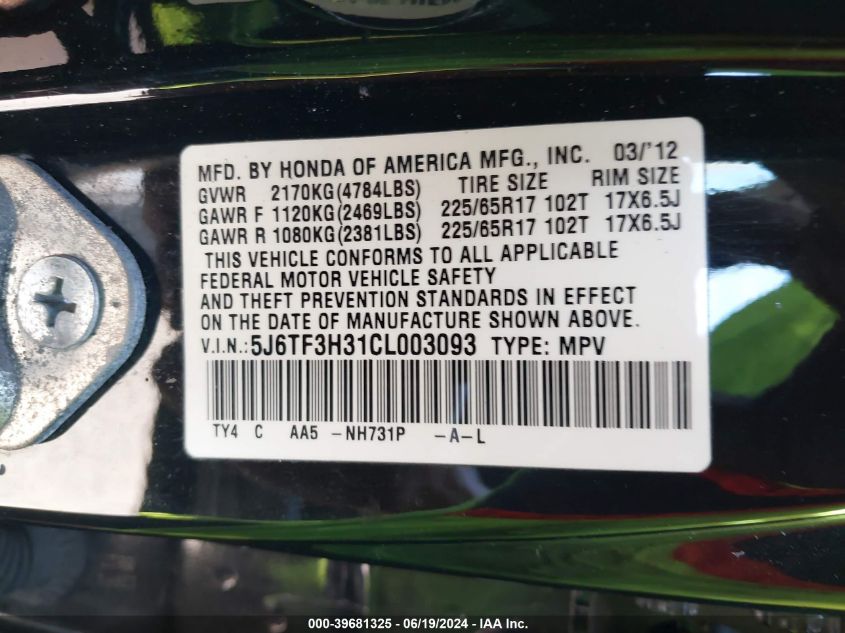 MFD. BY HONDA OF AMERICA MFG., INC. 03/'12
GVWR 2170KG(4784LBS) TIRE SIZE RIM SIZE
GAWR F 1120KG(2469LBS) 225/65R17 102T 17X6.5J
GAWR R 1080KG(2381LBS) 225/65R17 102T 17X6.5J
THIS VEHICLE CONFORMS TO ALL APPLICABLE
FEDERAL MOTOR VEHICLE SAFETY
AND THEFT PREVENTION STANDARDS IN EFFECT
ON THE DATE OF MANUFACTURE SHOWN ABOVE.
V.I.N.: 5J6TF3H31CL003093 TYPE: MPV
TY4 C AA5 -NH731P -A-L
000-39681325 - 06/19/2024 - IAA Inc.